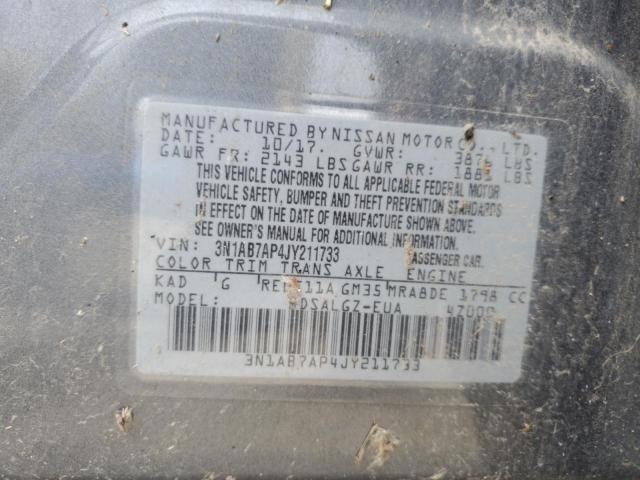 MANUFACTURED BY NISSAN MOTOR CO., LTD.
DATE: 10/17. GVWR: 3876 LBS
GAWR FR: 2143 LBS GAWR RR: LBS
THIS VEHICLE CONFORMS TO ALL APPLICABLE FEDERAL MOTOR
VEHICLE SAFETY, BUMPER AND THEFT PREVENTION STANDARDS
IN EFFECT ON THE DATE OF MANUFACTURE SHOWN ABOVE.
SEE OWNER'S MANUAL FOR ADDITIONAL INFORMATION.
VIN: 3N1AB7AP4JY211733 PASSENGER CAR.
COLOR TRIM TRANS AXLE ENGINE
KAD G GM35 MRA8DE 1798 CC
MODEL:
3N1AB7AP4JY211733